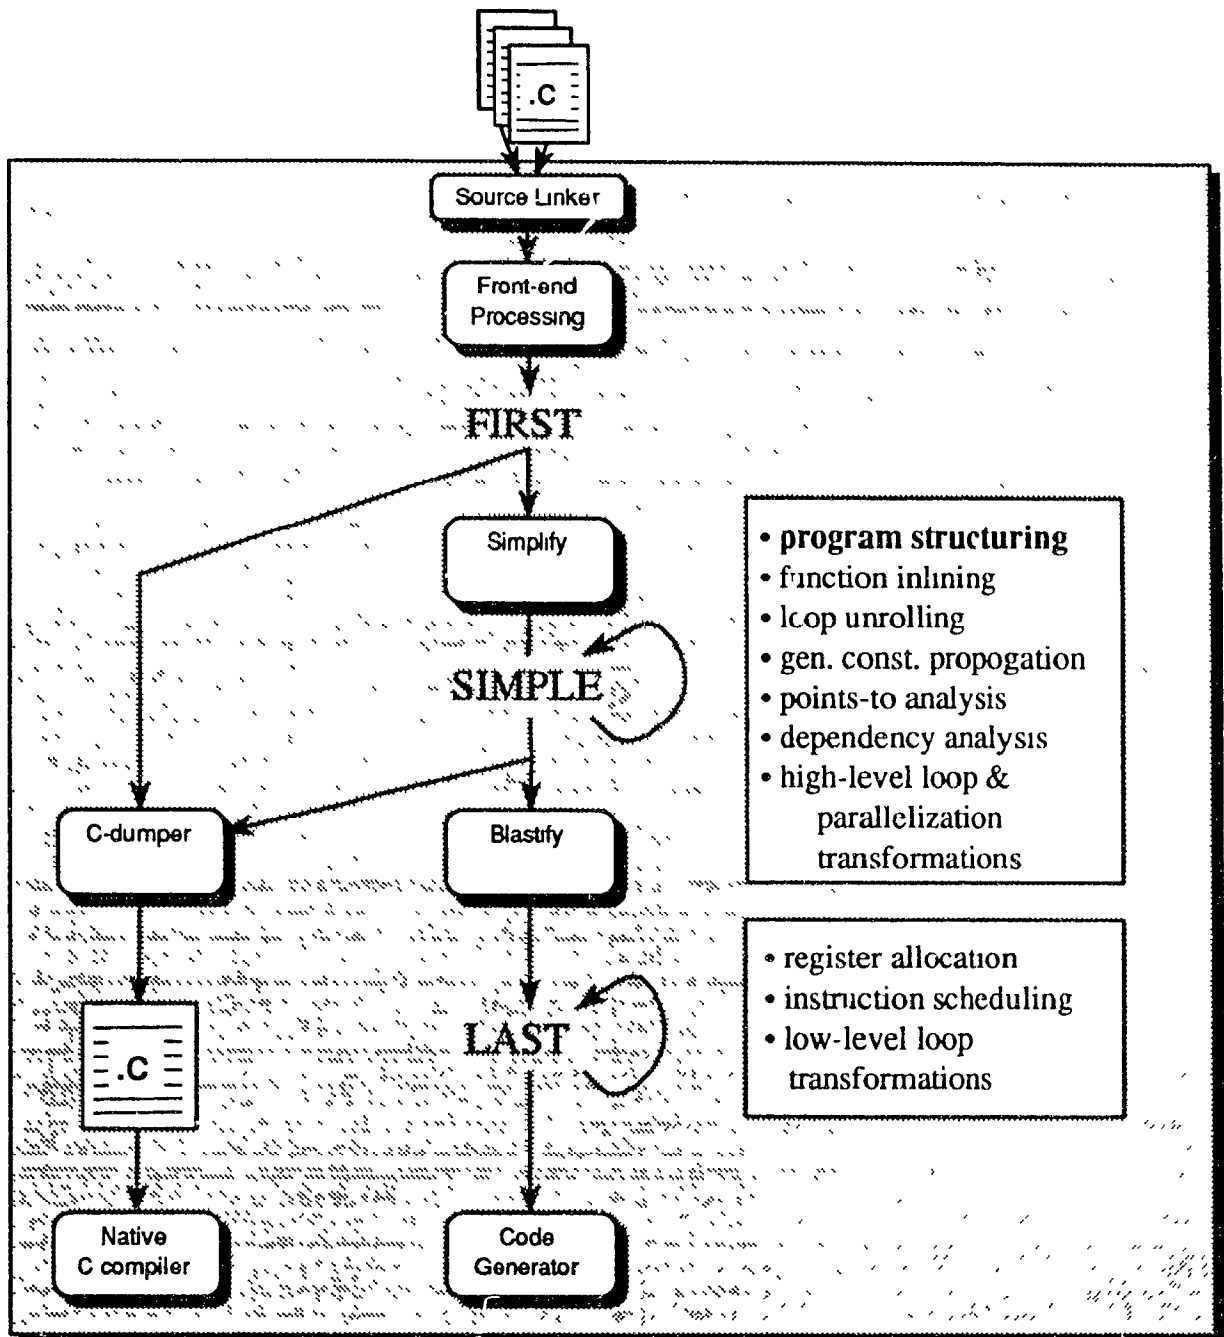 .C
Source Linker
Front-end
Processing
FIRST
Simplify
SIMPLE
C-dumper
Blastify
.C
LAST
Native
C compiler
Code
Generator
• program structuring
• function inlining
• loop unrolling
• gen. const. propogation
• points-to analysis
• dependency analysis
• high-level loop &
parallelization
transformations
• register allocation
• instruction scheduling
• low-level loop
transformations